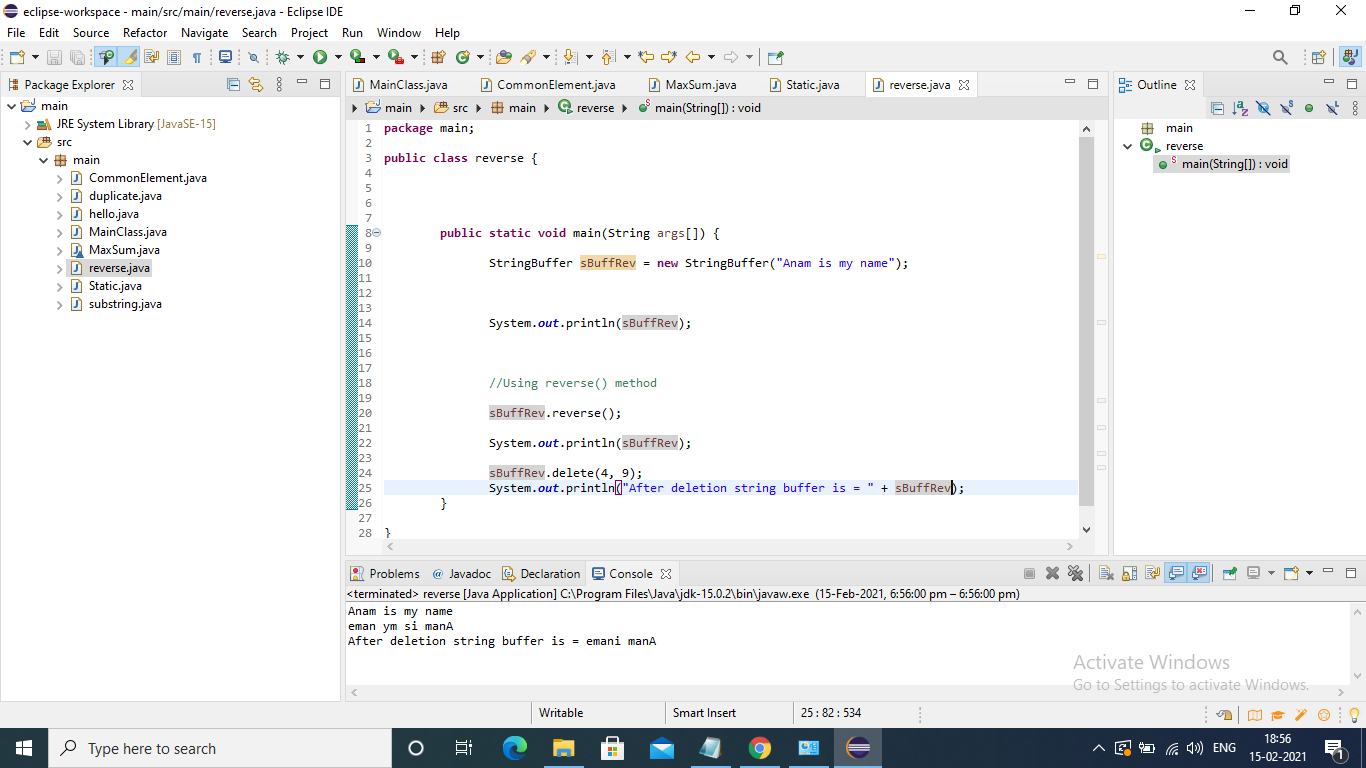 eclipse-workspace - main/src/main/reverse.java - Eclipse IDE
File Edit Source Refactor Navigate Search Project Run Window Help
Package Explorer
main
JRE System Library [JavaSE-15]
src
main
CommonElement.java
duplicate.java
hello.java
MainClass.java
MaxSum.java
reverse.java
Static.java
substring.java
MainClass.java CommonElement.java MaxSum.java Static.java reverse.java
main src main reverse main(String[]) : void
1 package main;
2
3 public class reverse {
4
5
6
7
8 public static void main(String args[]) {
9
10 StringBuffer sBuffRev = new StringBuffer("Anam is my name");
11
12
13
14 System.out.println(sBuffRev);
15
16
17
18 //Using reverse() method
19
20 sBuffRev.reverse();
21
22 System.out.println(sBuffRev);
23
24 sBuffRev.delete(4, 9);
25 System.out.println("After deletion string buffer is = " + sBuffRev);
26 }
27
28 }
Outline
main
reverse
main(String[]) : void
Problems @ Javadoc Declaration Console
<terminated> reverse [Java Application] C:\Program Files\Java\jdk-15.0.2\bin\javaw.exe (15-Feb-2021, 6:56:00 pm – 6:56:00 pm)
Anam is my name
eman ym si manA
After deletion string buffer is = emani manA
Activate Windows
Go to Settings to activate Windows.
Writable Smart Insert 25 : 82 : 534
Type here to search
ENG
18:56
15-02-2021
1